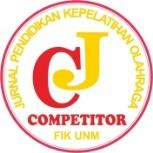 JURNAL PENDIDIKAN KEPELATIHAN OLAHRAGA
CJ
COMPETITOR
FIK UNM